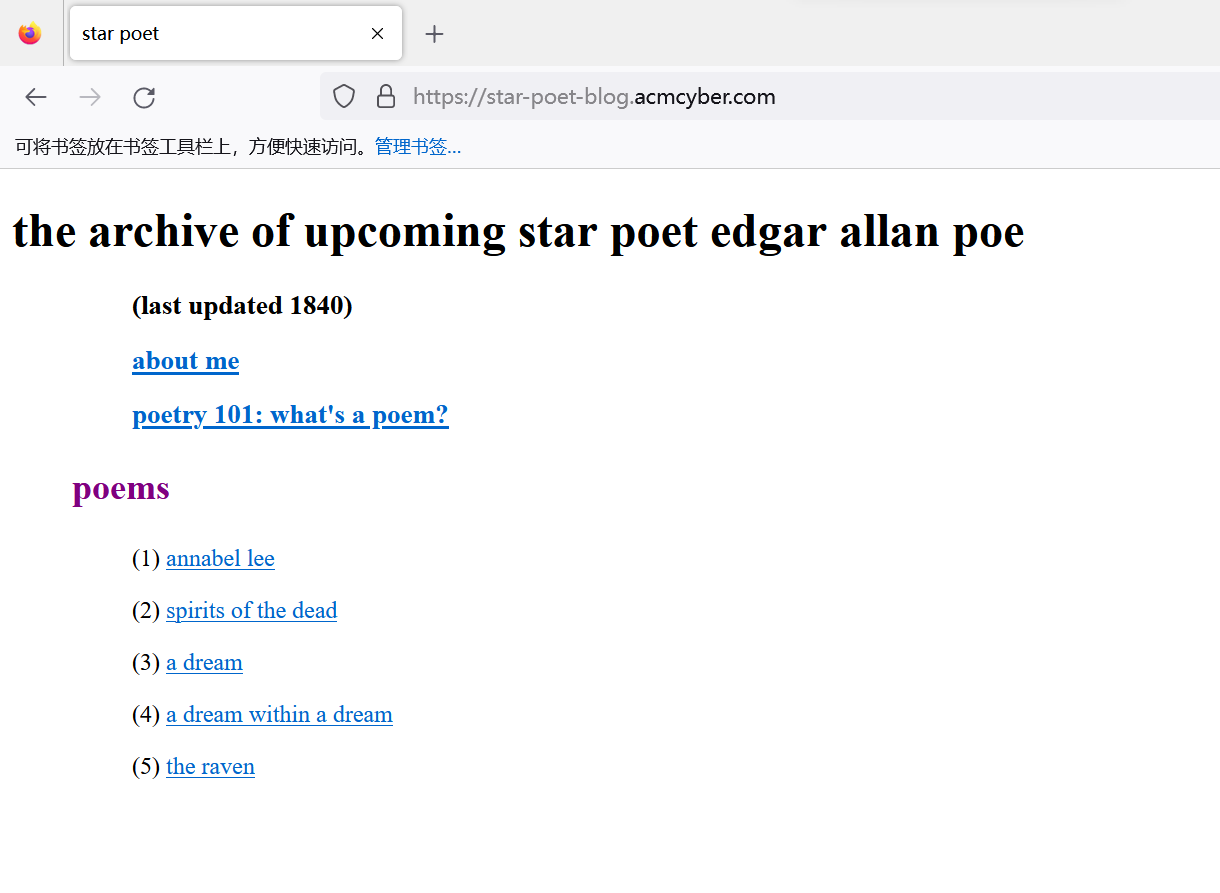 star poet
https://star-poet-blog.acmcyber.com
可将书签放在书签工具栏上，方便快速访问。管理书签...
the archive of upcoming star poet edgar allan poe
(last updated 1840)
about me
poetry 101: what's a poem?
poems
(1) annabel lee
(2) spirits of the dead
(3) a dream
(4) a dream within a dream
(5) the raven